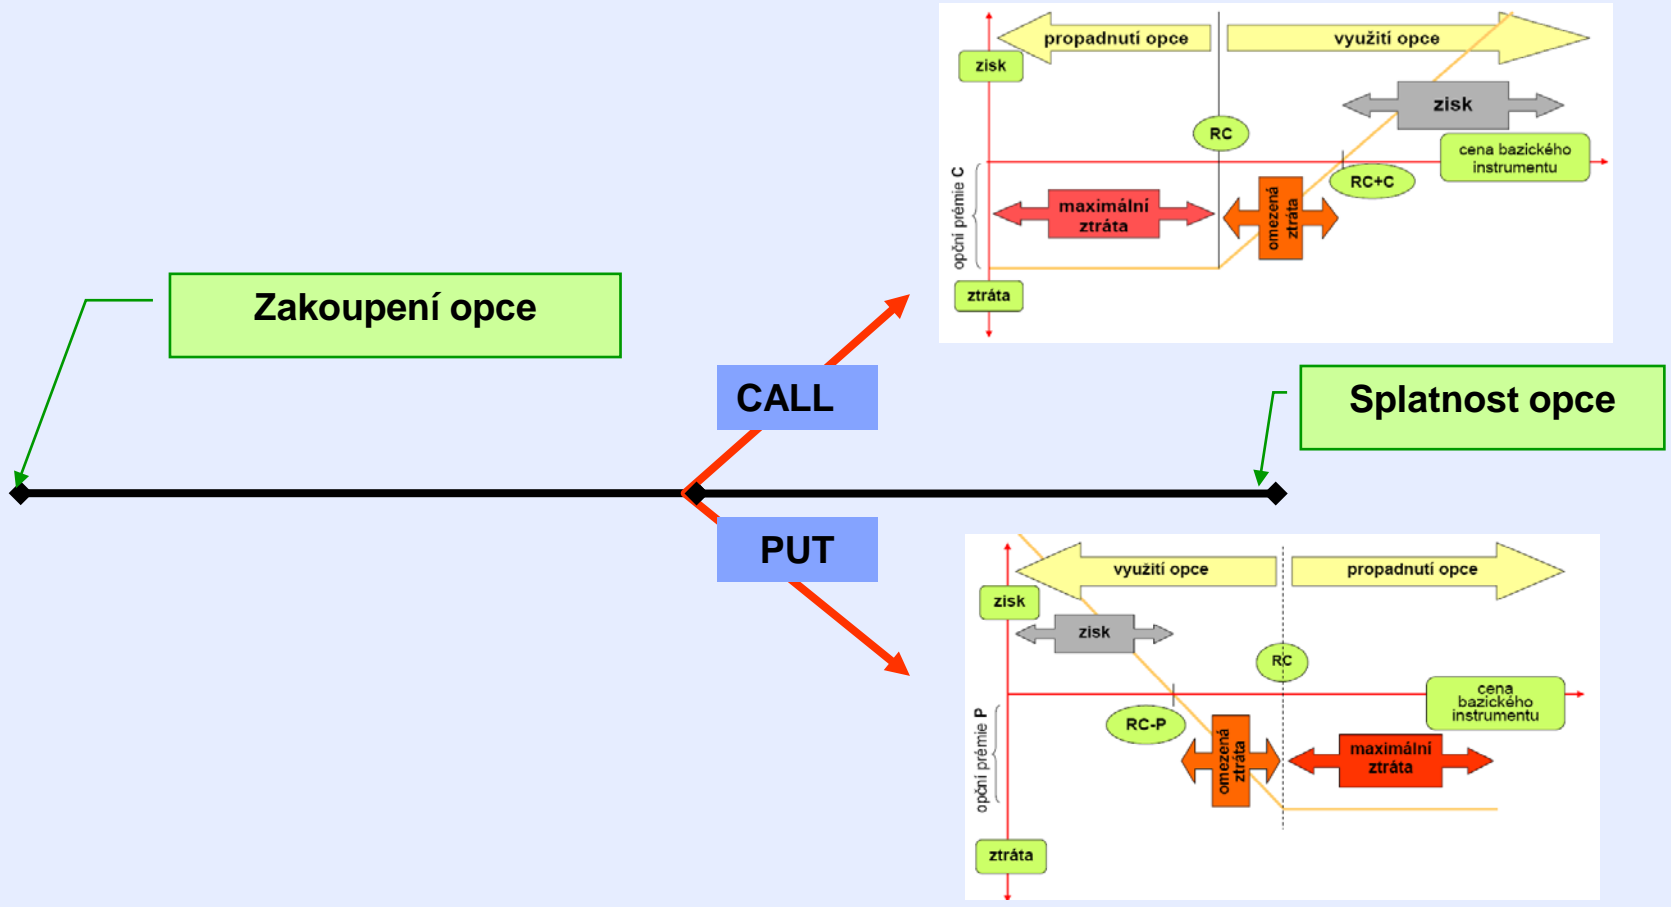 propadnutí opce
využití opce
zisk
zisk
RC
cena bazického
instrumentu
RC+C
opční prémie C
maximální
ztráta
omezená
ztráta
ztráta
Zakoupení opce
CALL
Splatnost opce
PUT
využití opce
propadnutí opce
zisk
zisk
RC
cena
bazického
instrumentu
RC-P
opční prémie P
omezená
ztráta
maximální
ztráta
ztráta